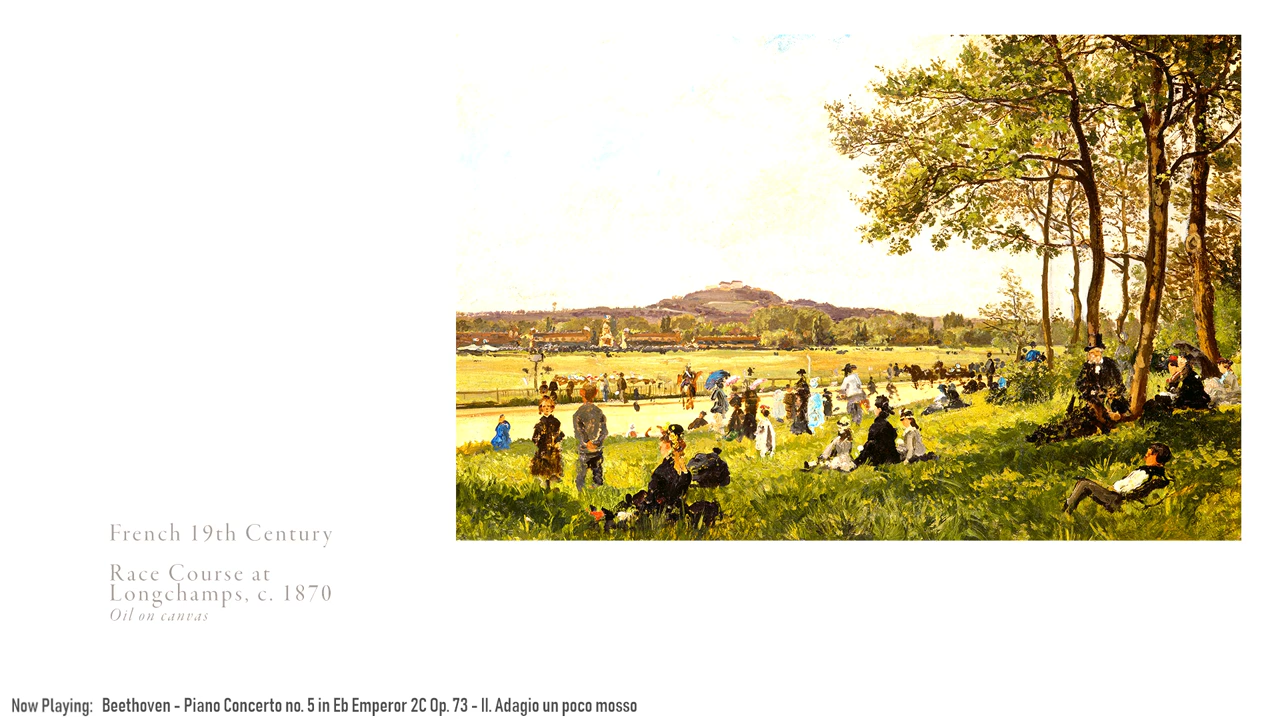 French 19th Century
Race Course at
Longchamps, c. 1870
Oil on canvas
Now Playing: Beethoven - Piano Concerto no. 5 in Eb Emperor 2C Op. 73 - II. Adagio un poco mosso